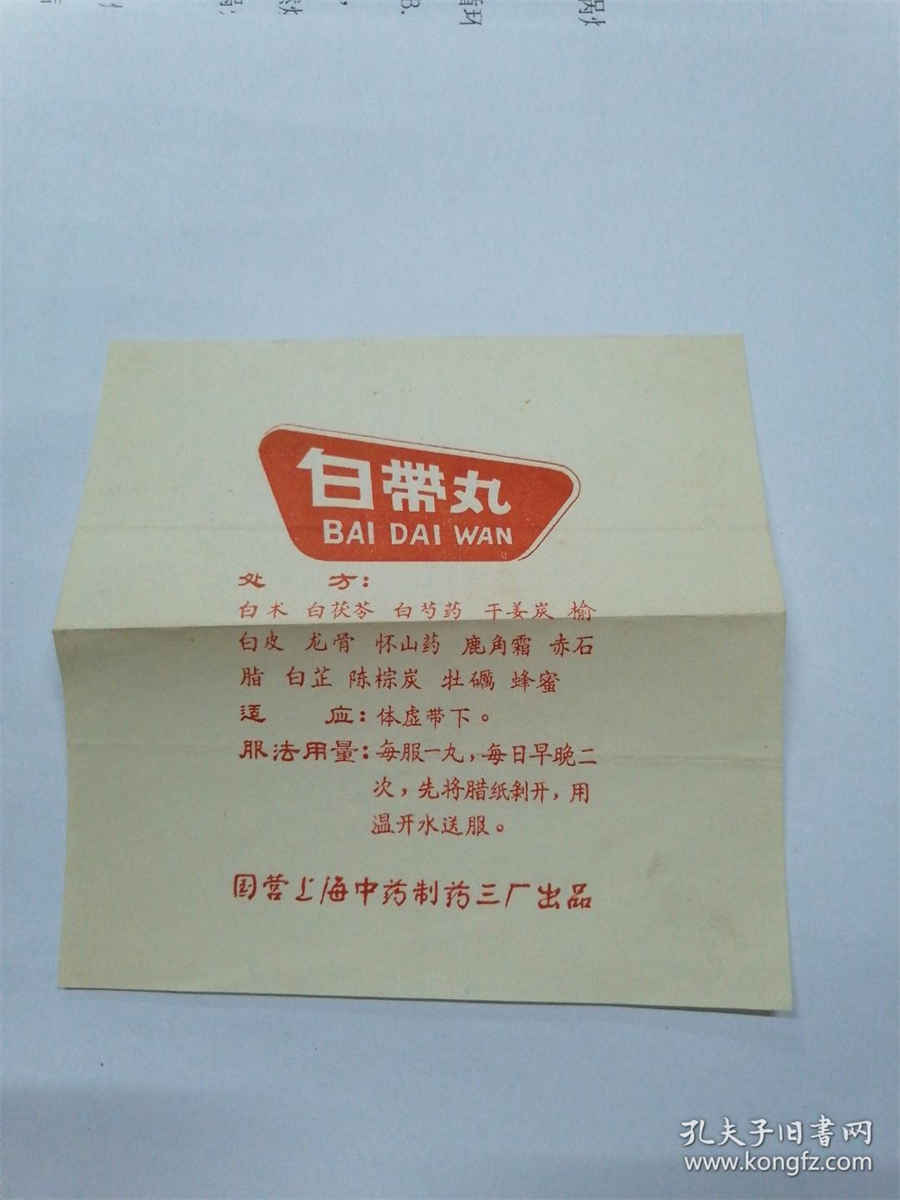 白帶丸
BAI DAI WAN
处 方：
白术 白茯苓 白芍药 干姜炭 榆
白皮 龙骨 怀山药 鹿角霜 赤石
脂 白芷 陈棕炭 牡礪 蜂蜜
适 应：体虚带下。
服法用量：每服一丸，每日早晚二
次，先将腊纸剥开，用
温开水送服。
国营上海中药制药三厂出品
孔夫子旧書网
www.kongfz.com